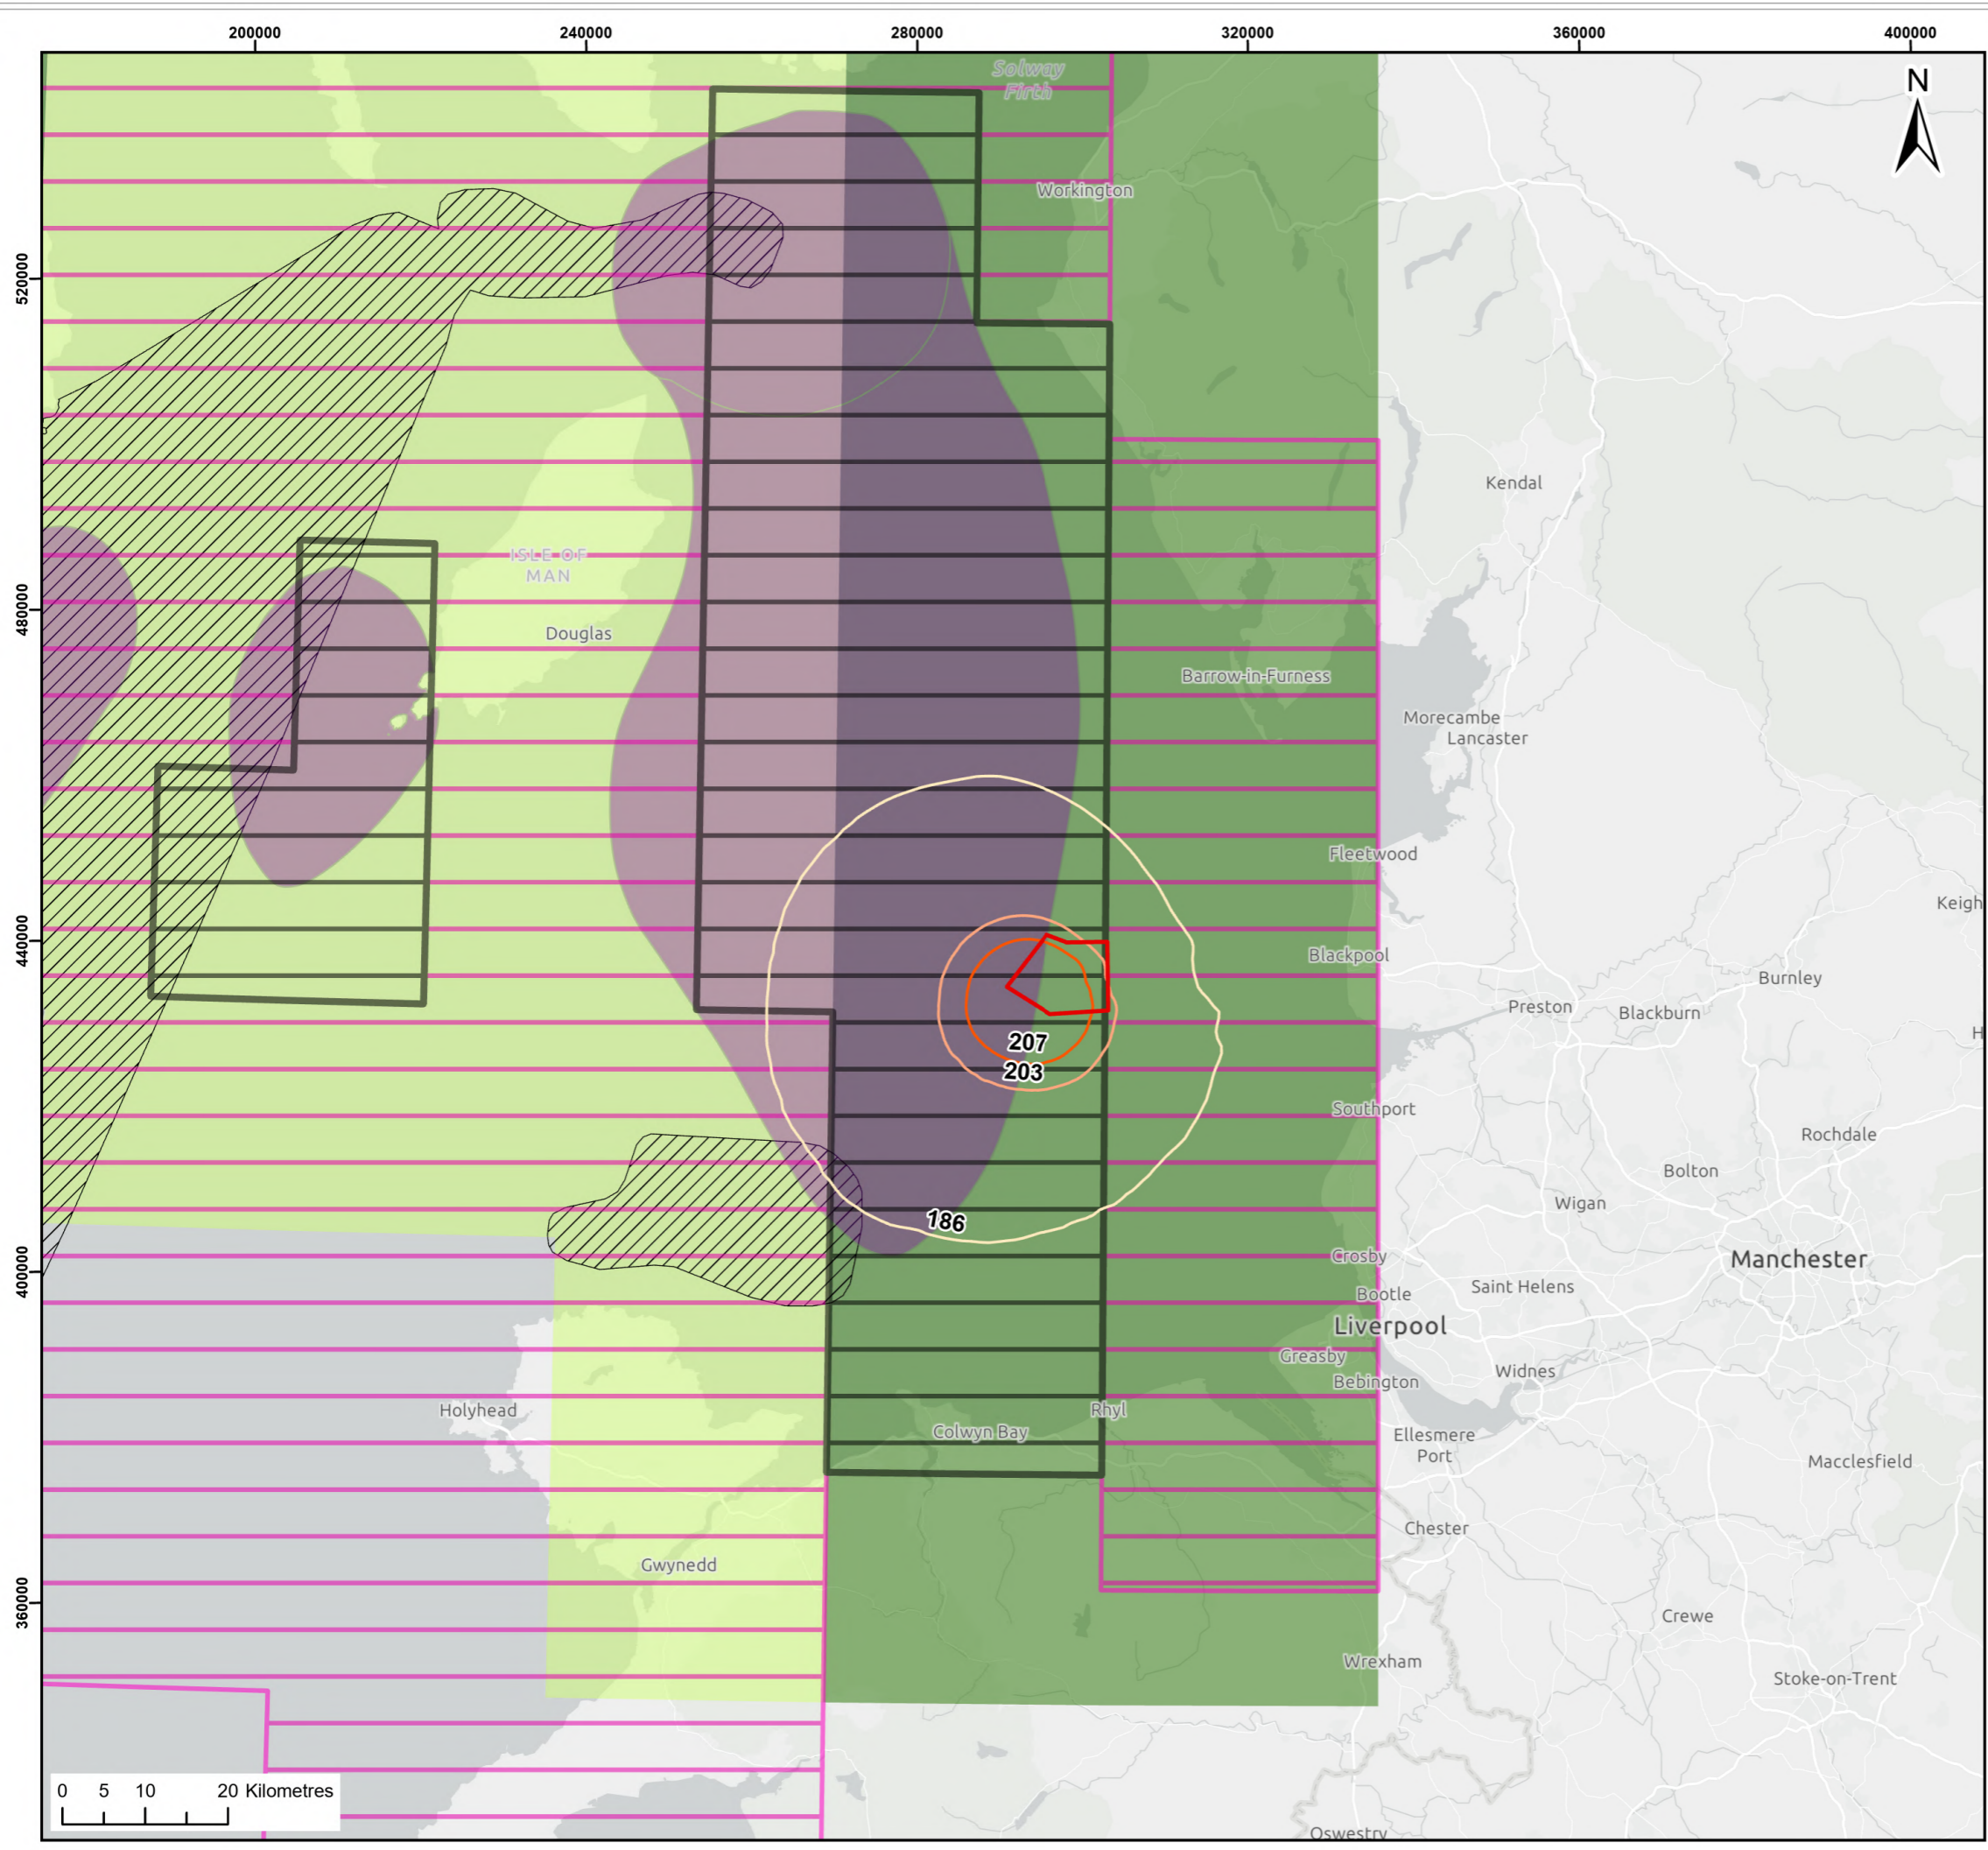 200000 240000 280000 320000 360000 400000
Solway
Firth
N
Workington
520000
Kendal
ISLE OF
MAN
480000
Douglas
Barrow-in-Furness
Morecambe
Lancaster
Fleetwood
Keigh
440000
Blackpool
Burnley
Preston
Blackburn
H
207
203
Southport
Rochdale
Bolton
Wigan
186
400000
Crosby
Manchester
Saint Helens
Bootle
Liverpool
Greasby
Widnes
Bebington
Holyhead
Rhyl
Colwyn Bay
Ellesmere
Port
Macclesfield
Chester
Gwynedd
360000
Crewe
Wrexham
Stoke-on-Trent
0 5 10 20 Kilometres
Oswestry